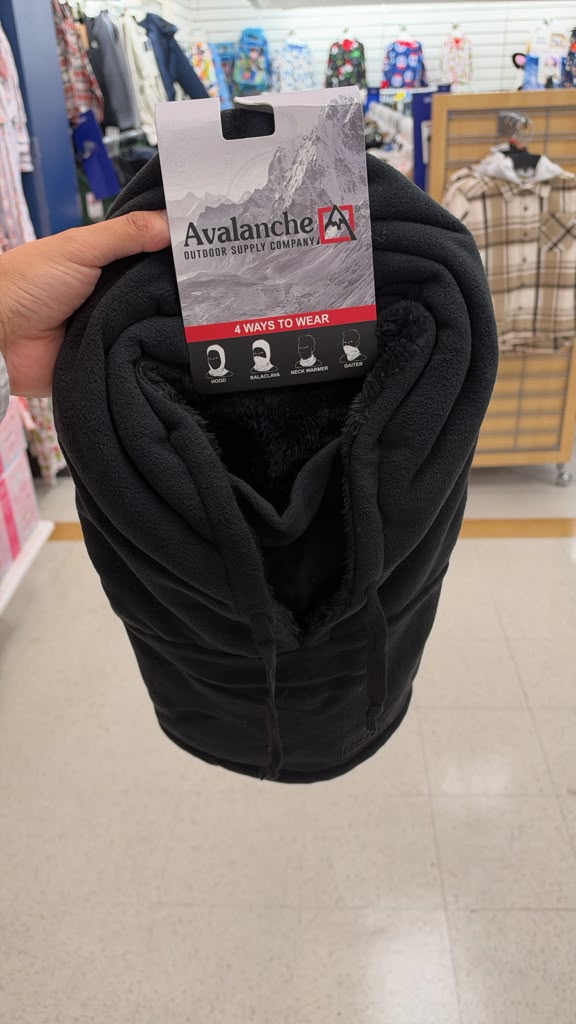 Avalanche®
OUTDOOR SUPPLY COMPANY
4 WAYS TO WEAR
HOOD
BALACLAVA
NECK WARMER
GAITER